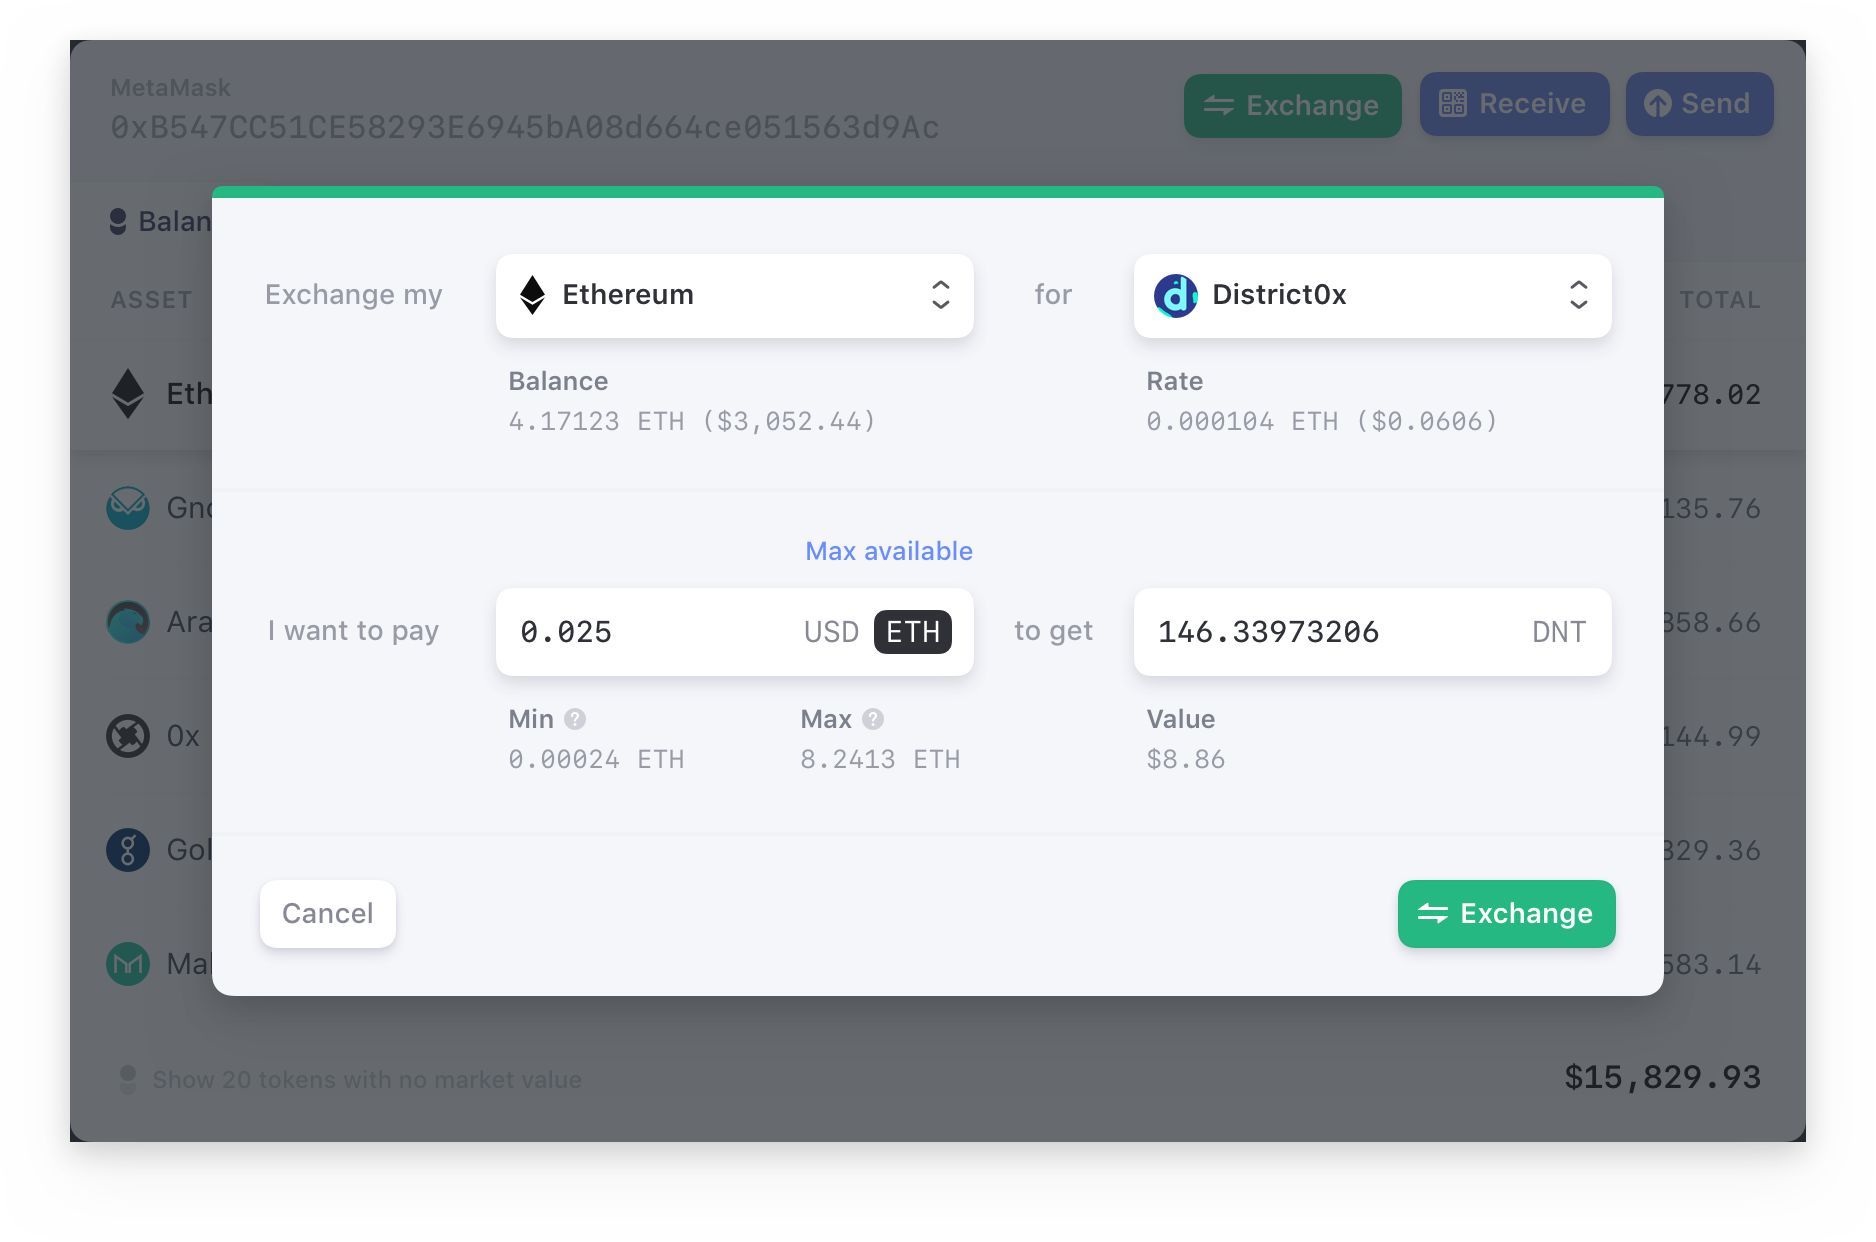 MetaMask
0xB547CC51CE58293E6945bA08d664ce051563d9Ac
Exchange
Receive
Send
Balan
ASSET
TOTAL
Exchange my
Ethereum
for
District0x
Balance
4.17123 ETH ($3,052.44)
Rate
0.000104 ETH ($0.0606)
Eth
778.02
Gno
135.76
Max available
I want to pay
0.025
USD ETH
to get
146.33973206
DNT
Ara
858.66
Min ?
0.00024 ETH
Max ?
8.2413 ETH
Value
$8.86
0x
144.99
Gol
829.36
Cancel
Exchange
Mak
583.14
Show 20 tokens with no market value
$15,829.93